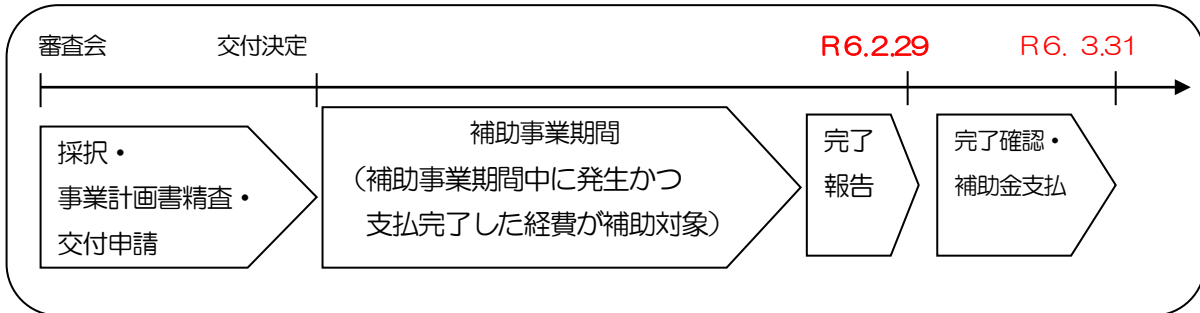 審査会 交付決定 R6.2.29 R6. 3.31
採択・
事業計画書精査・
交付申請
補助事業期間
(補助事業期間中に発生かつ
支払完了した経費が補助対象)
完了
報告
完了確認・
補助金支払